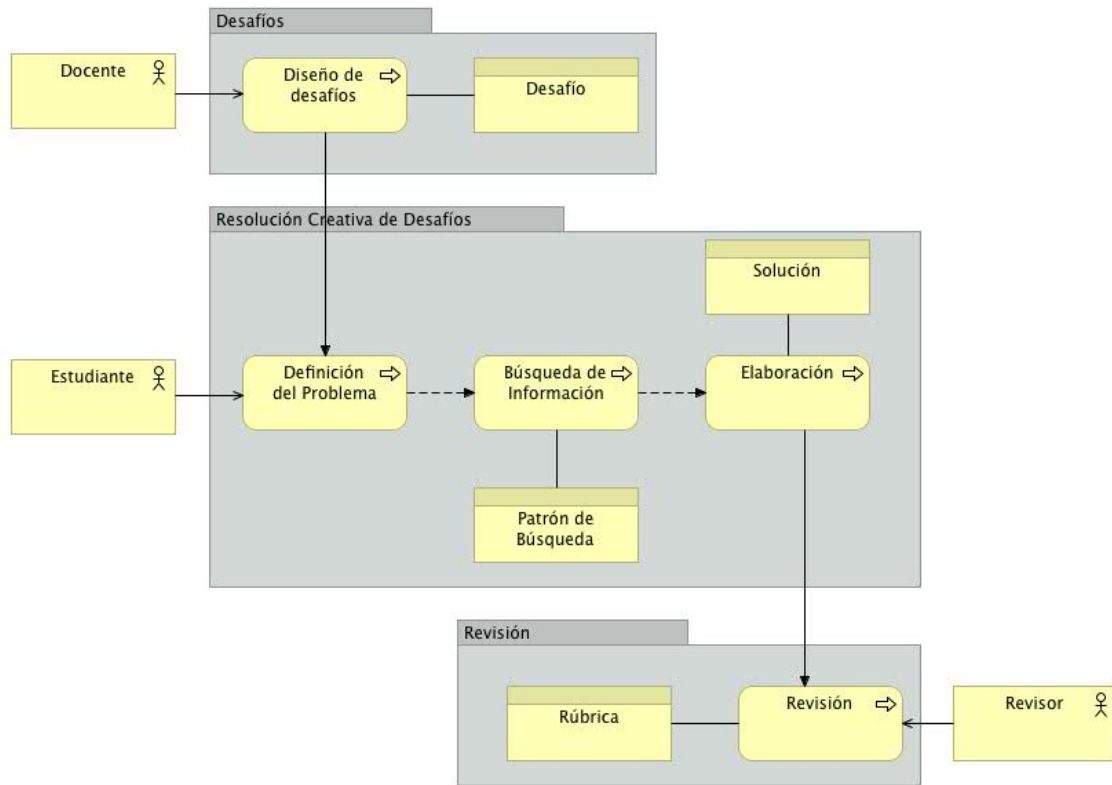 Desafíos
Docente
Diseño de
desafíos
Desafío
Resolución Creativa de Desafíos
Solución
Estudiante
Definición
del Problema
Búsqueda de
Información
Elaboración
Patrón de
Búsqueda
Revisión
Rúbrica
Revisión
Revisor